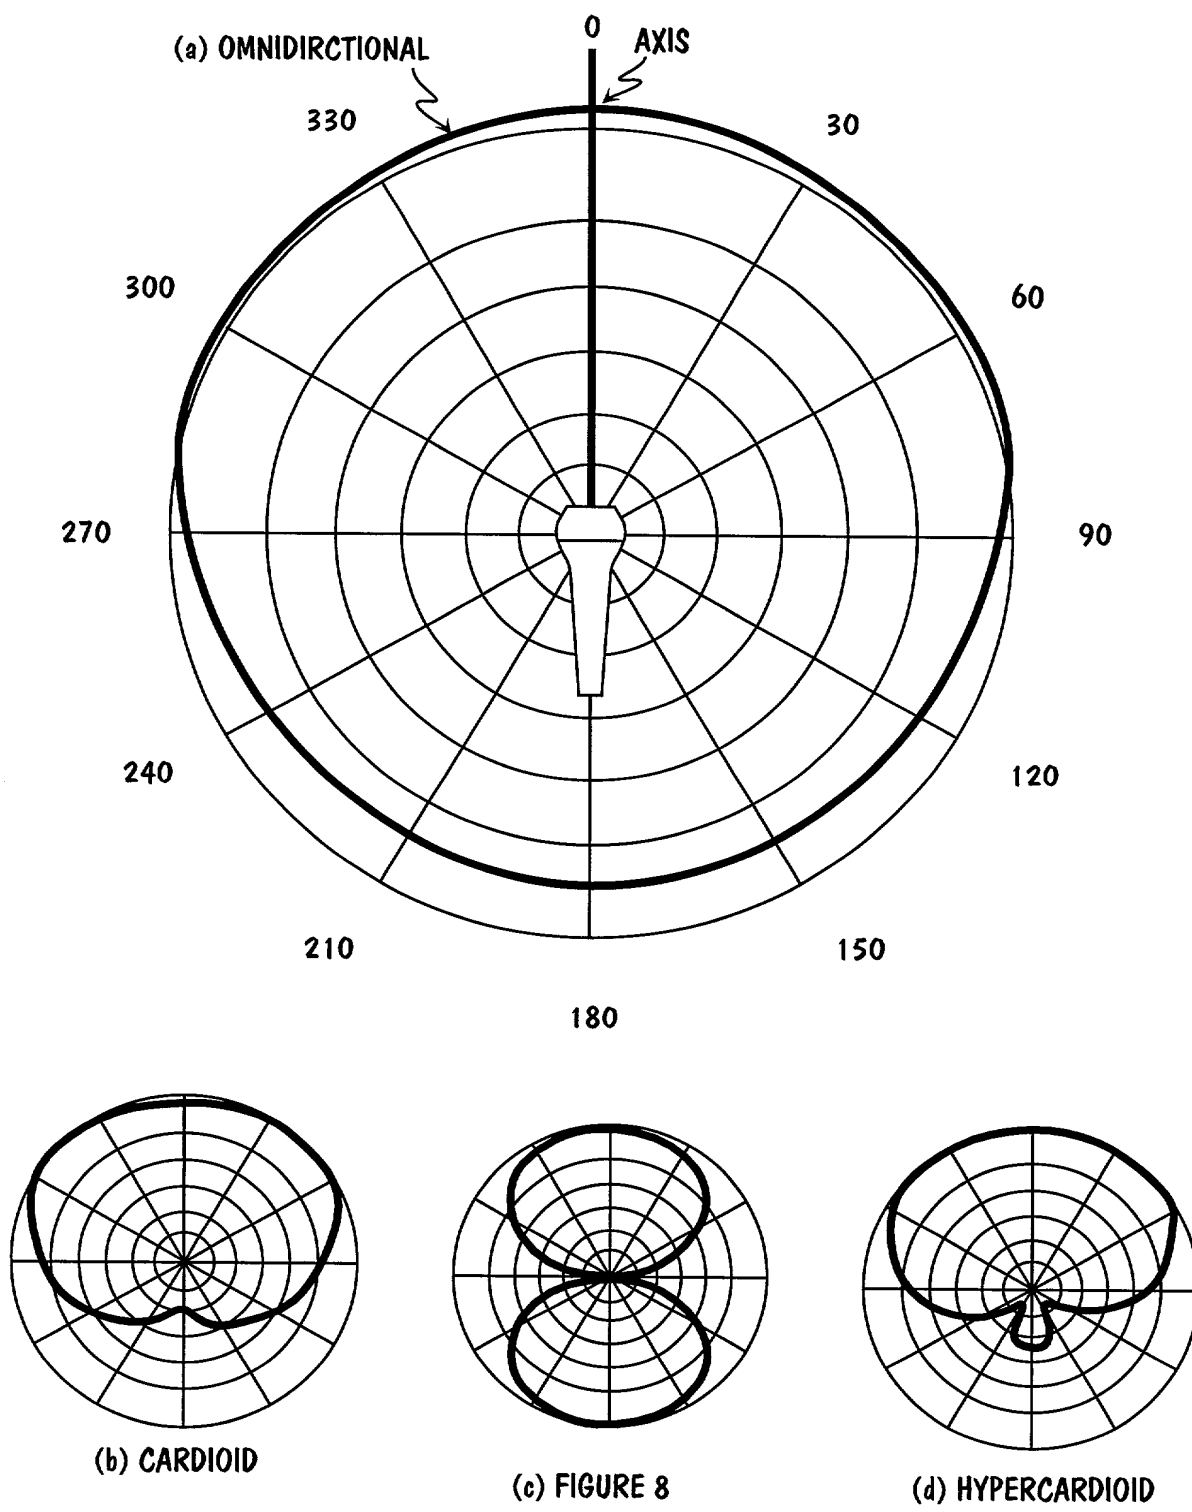 0
(a) OMNIDIRCTIONAL
AXIS
330
30
300
60
270
90
240
120
210
150
180
(b) CARDIOID
(c) FIGURE 8
(d) HYPERCARDIOID